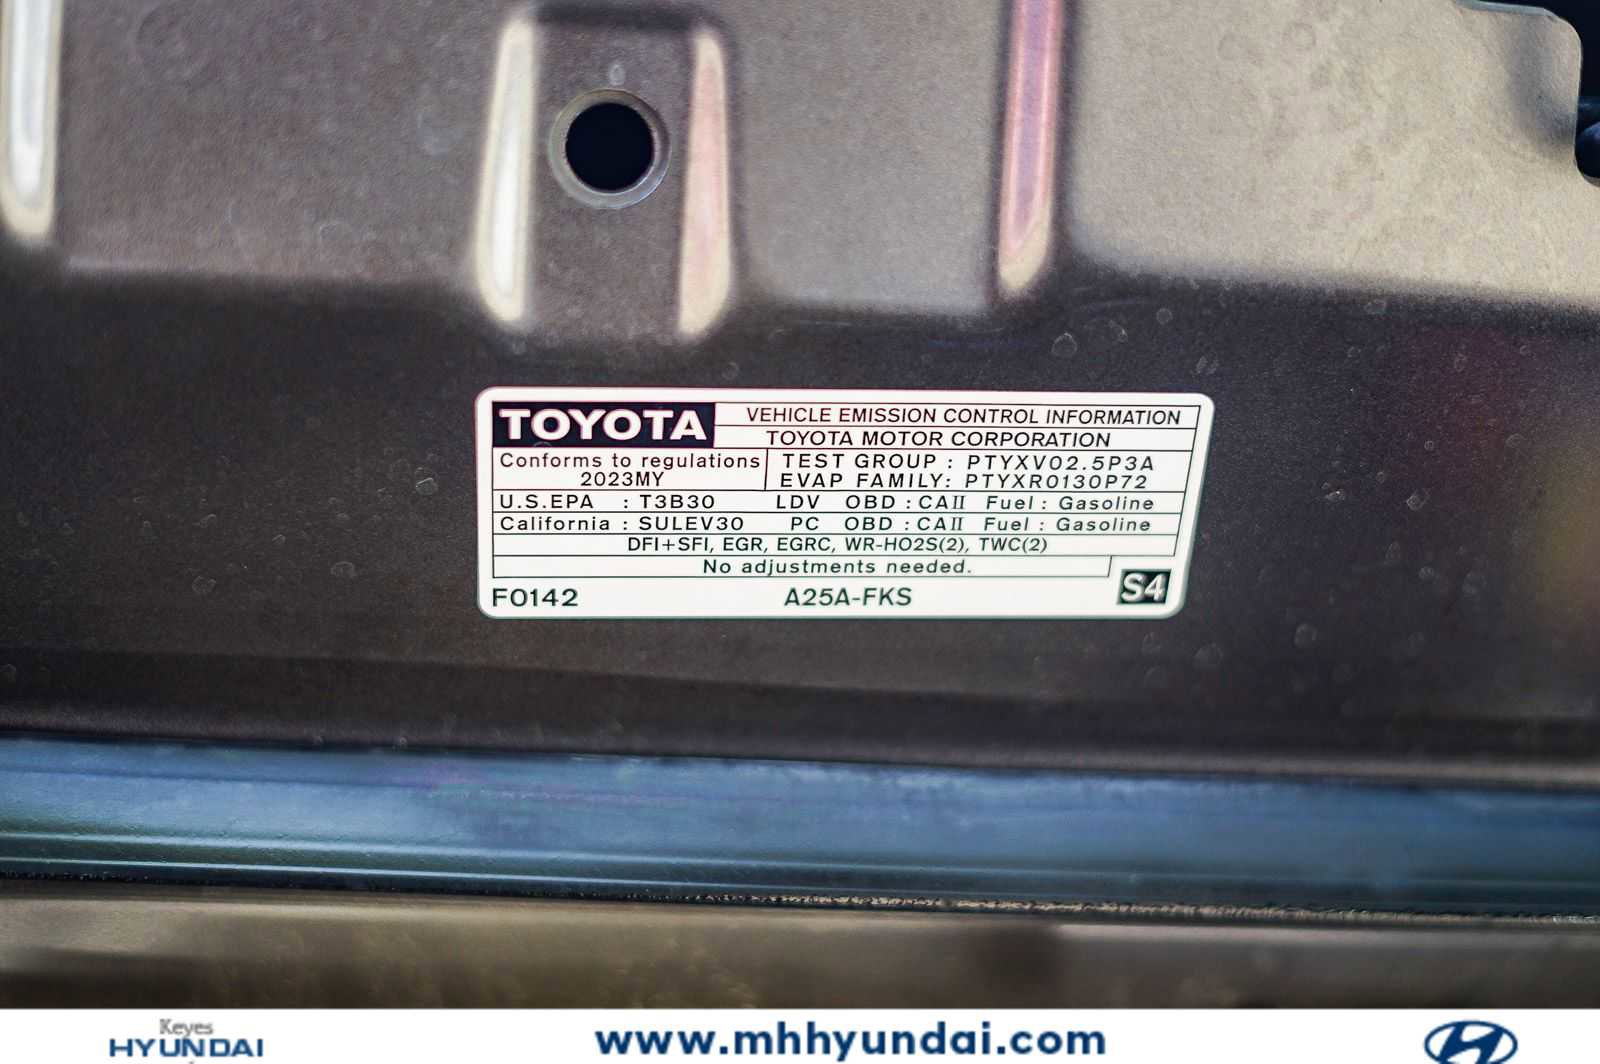 TOYOTA VEHICLE EMISSION CONTROL INFORMATION
TOYOTA MOTOR CORPORATION
Conforms to regulations TEST GROUP : PTYXV02.5P3A
2023MY EVAP FAMILY: PTYXR0130P72
U.S.EPA : T3B30 LDV OBD : CAII Fuel : Gasoline
California : SULEV30 PC OBD : CAII Fuel : Gasoline
DFI+SFI, EGR, EGRC, WR-HO2S(2), TWC(2)
No adjustments needed.
F0142 A25A-FKS S4
Keyes
HYUNDAI www.mhhyundai.com